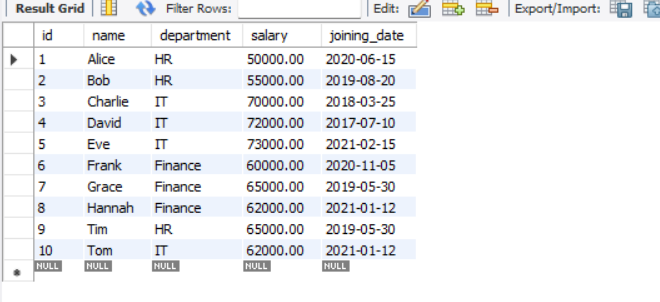 Result Grid Filter Rows: Edit: Export/Import:
id name department salary joining_date
1 Alice HR 50000.00 2020-06-15
2 Bob HR 55000.00 2019-08-20
3 Charlie IT 70000.00 2018-03-25
4 David IT 72000.00 2017-07-10
5 Eve IT 73000.00 2021-02-15
6 Frank Finance 60000.00 2020-11-05
7 Grace Finance 65000.00 2019-05-30
8 Hannah Finance 62000.00 2021-01-12
9 Tim HR 65000.00 2019-05-30
10 Tom IT 62000.00 2021-01-12
NULL NULL NULL NULL NULL